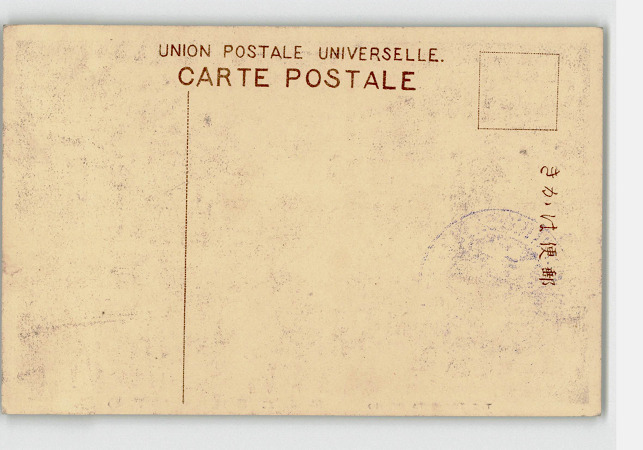 UNION POSTALE UNIVERSELLE.
CARTE POSTALE
郵便はかき